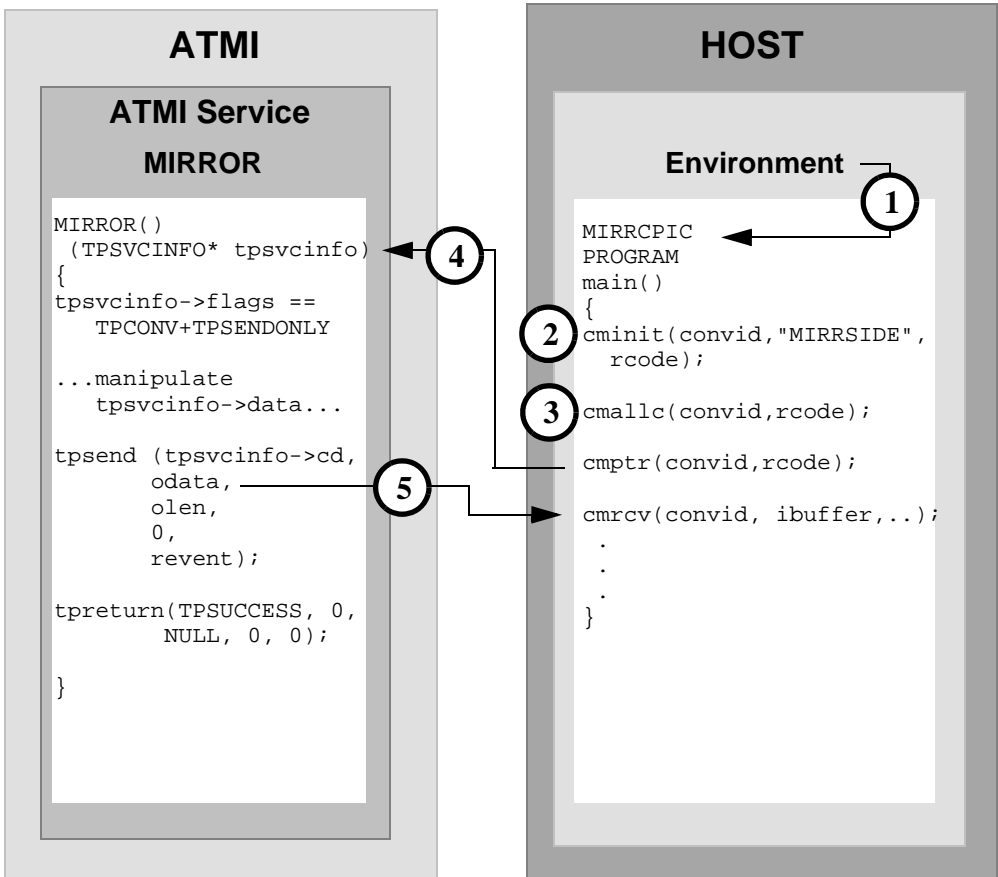 ATMI
ATMI Service
MIRROR
MIRROR()
(TPSVCINFO* tpsvcinfo)
{
tpsvcinfo->flags ==
TPCONV+TPSENDONLY
...manipulate
tpsvcinfo->data...
tpsend (tpsvcinfo->cd,
odata,
olen,
0,
revent);
tpreturn(TPSUCCESS, 0,
NULL, 0, 0);
}
4
5
HOST
Environment
1
MIRRCPIC
PROGRAM
main()
{
2
cminit(convid,"MIRRSIDE",
rcode);
3
cmallc(convid,rcode);
cmptr(convid,rcode);
cmrcv(convid, ibuffer,..);
.
.
.
}